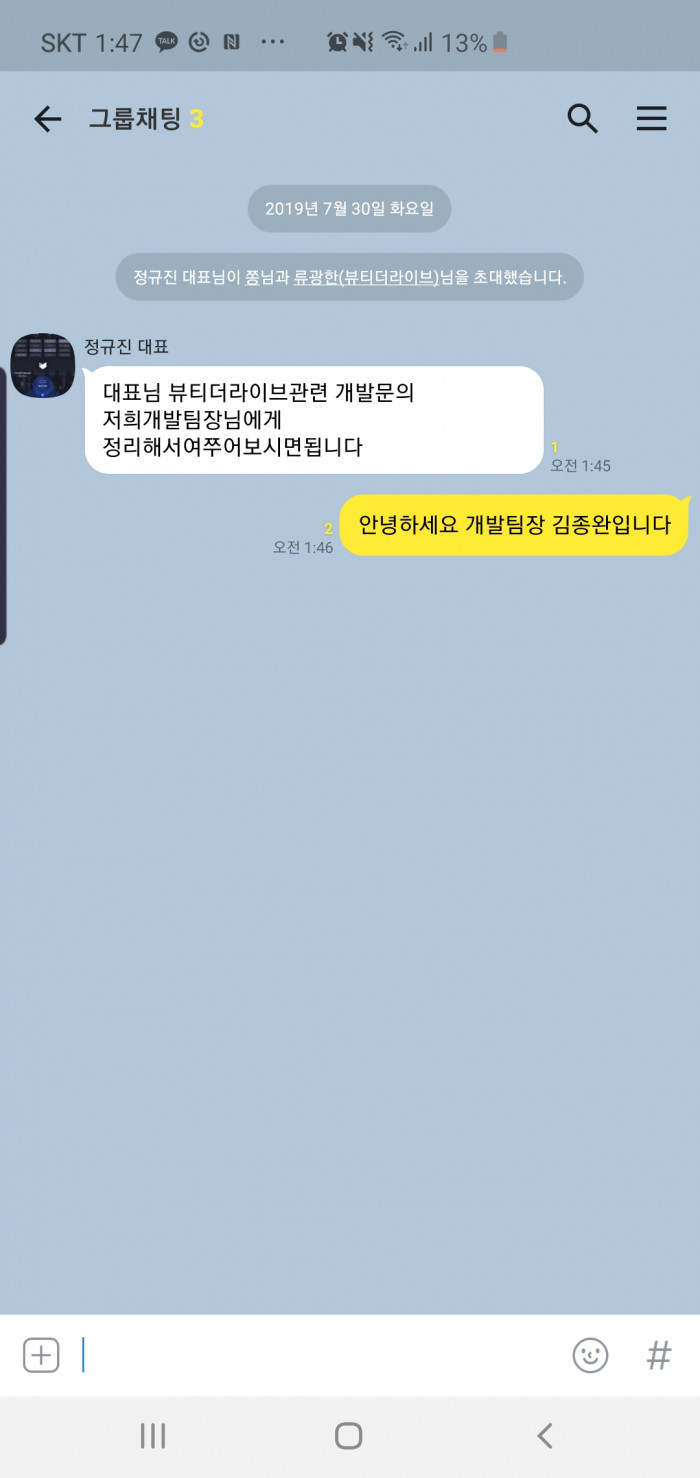 SKT 1:47 TALK N ... 13%
그룹채팅 3
2019년 7월 30일 화요일
정규진 대표님이 쫑님과 류광한(뷰티더라이브)님을 초대했습니다.
정규진 대표
대표님 뷰티더라이브관련 개발문의
저희개발팀장님에게
정리해서여쭈어보시면됩니다
1
오전 1:45
안녕하세요 개발팀장 김종완입니다
2
오전 1:46
#